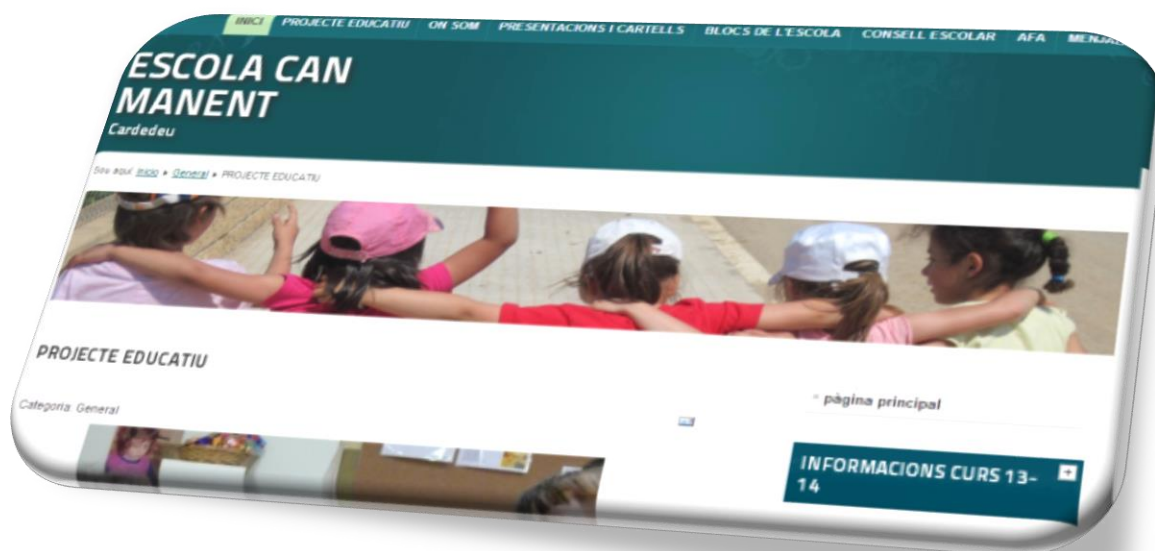 INICI PROJECTE EDUCATIU ON SOM PRESENTACIONS I CARTELLS BLOCS DE L'ESCOLA CONSELL ESCOLAR AFA
ESCOLA CAN
MANENT
Cardedeu
Sou aquí: Inicio » General » PROJECTE EDUCATIU
PROJECTE EDUCATIU
Categoria: General
pàgina principal
INFORMACIONS CURS 13-
14